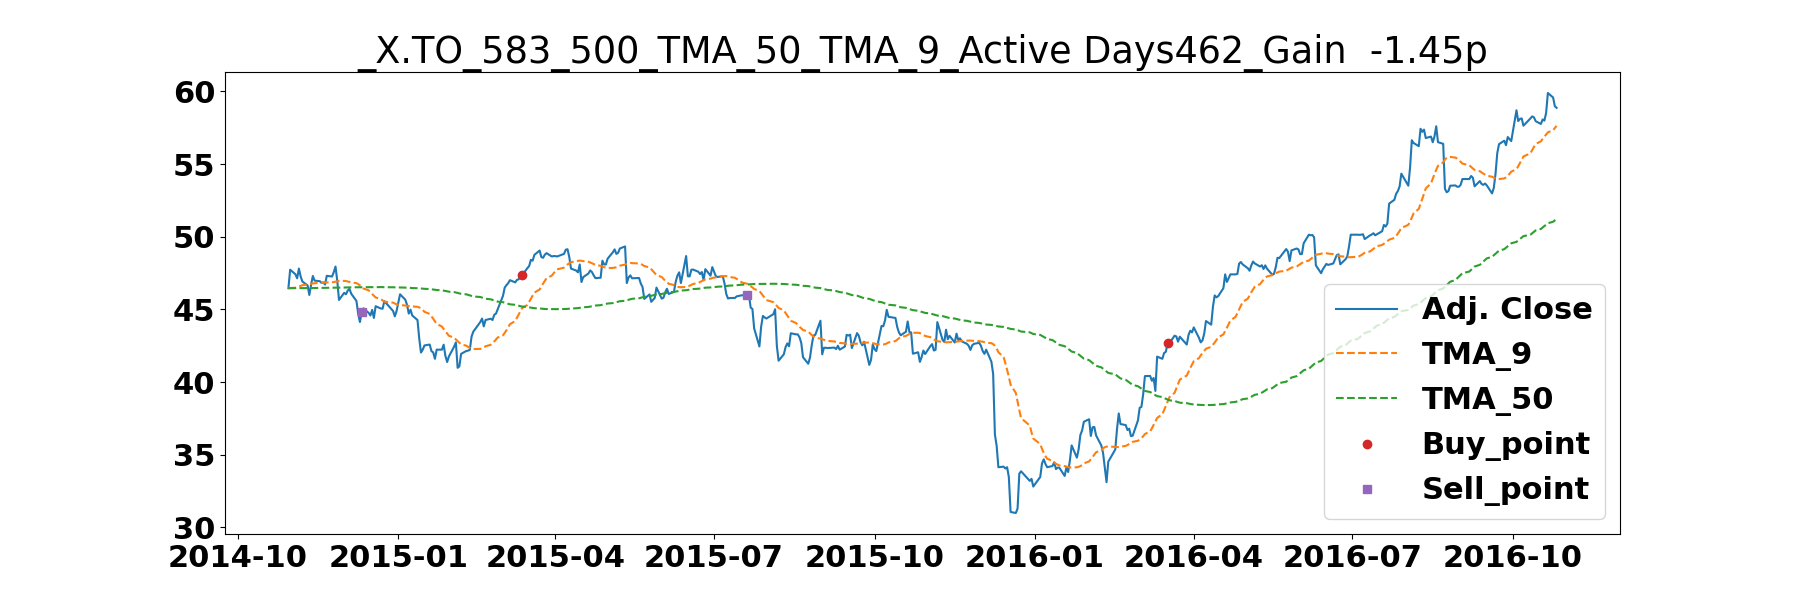 _X.TO_583_500_TMA_50_TMA_9_Active Days462_Gain  -1.45p
60
55
50
45
40
35
30
2014-10 2015-01 2015-04 2015-07 2015-10 2016-01 2016-04 2016-07 2016-10
Adj. Close
TMA_9
TMA_50
Buy_point
Sell_point